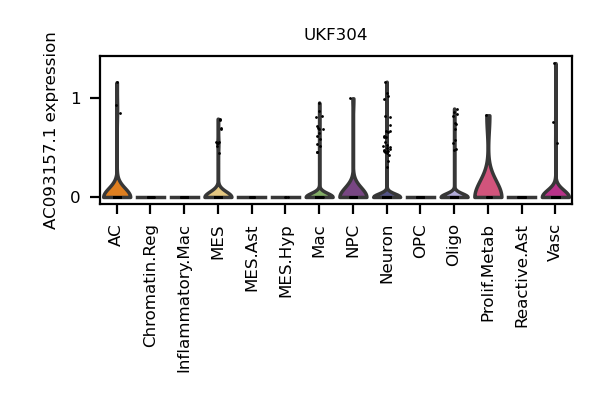 UKF304
AC093157.1 expression
1
0
AC
Chromatin.Reg
Inflammatory.Mac
MES
MES.Ast
MES.Hyp
Mac
NPC
Neuron
OPC
Oligo
Prolif.Metab
Reactive.Ast
Vasc